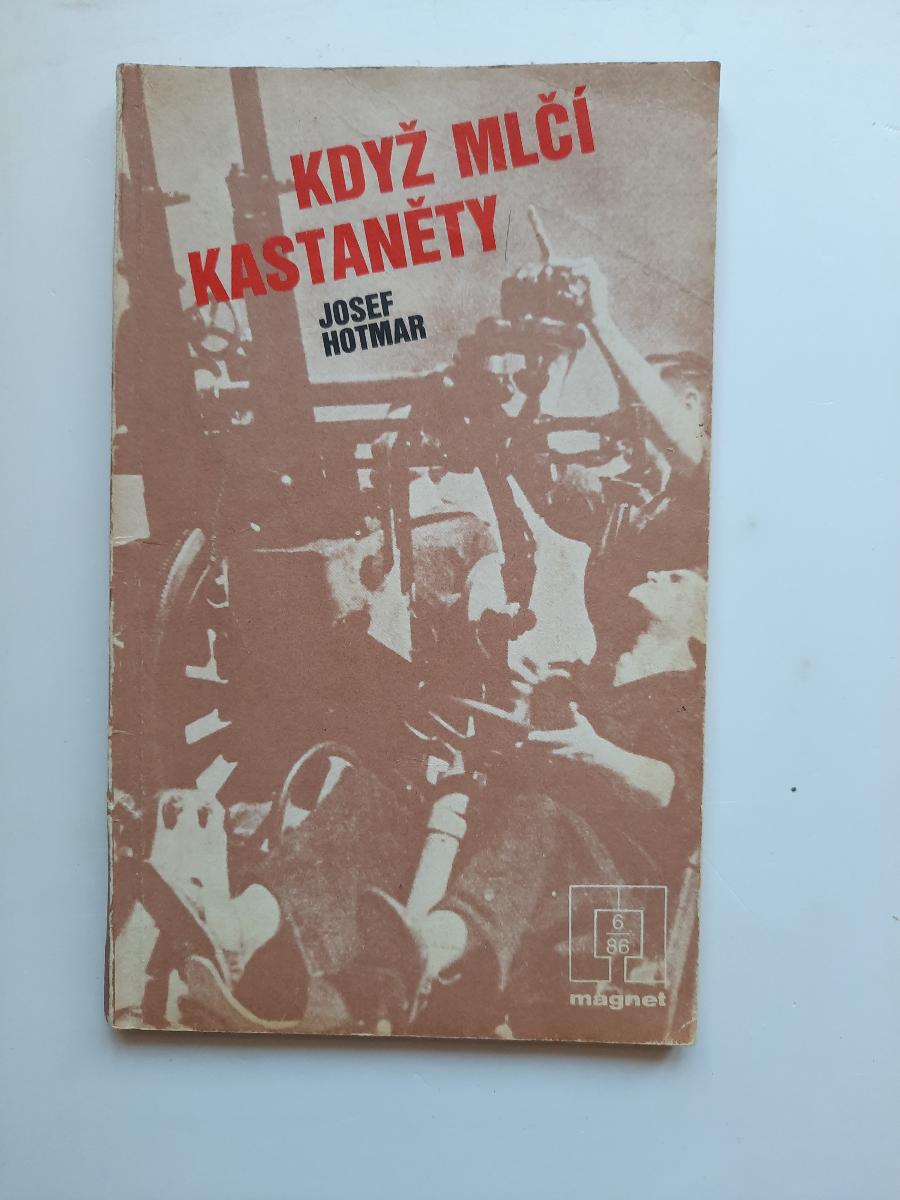 KDYŽ MLČÍ
KASTANĚTY
JOSEF
HOTMAR
6
86
magnet